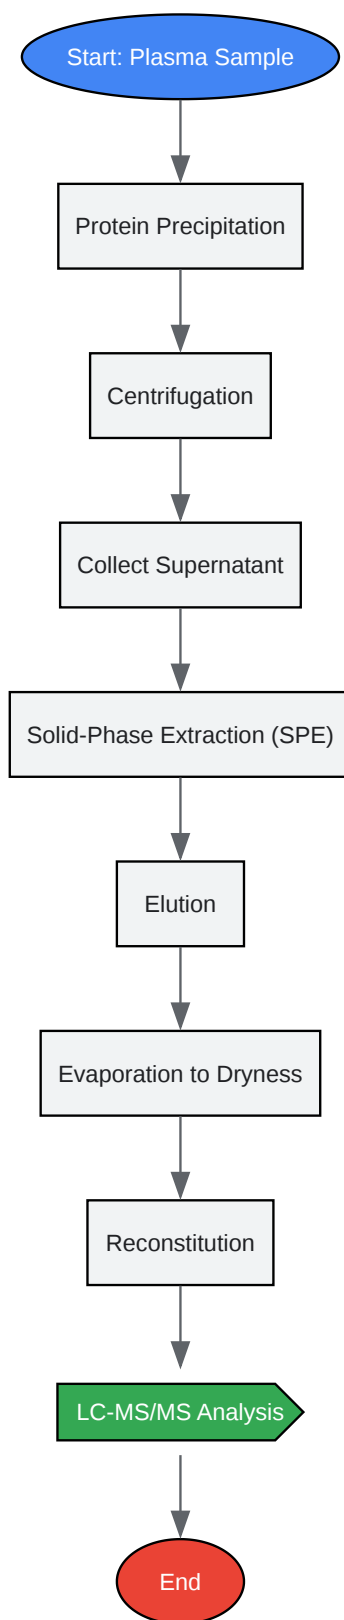 Start: Plasma Sample
Protein Precipitation
Centrifugation
Collect Supernatant
Solid-Phase Extraction (SPE)
Elution
Evaporation to Dryness
Reconstitution
LC-MS/MS Analysis
End